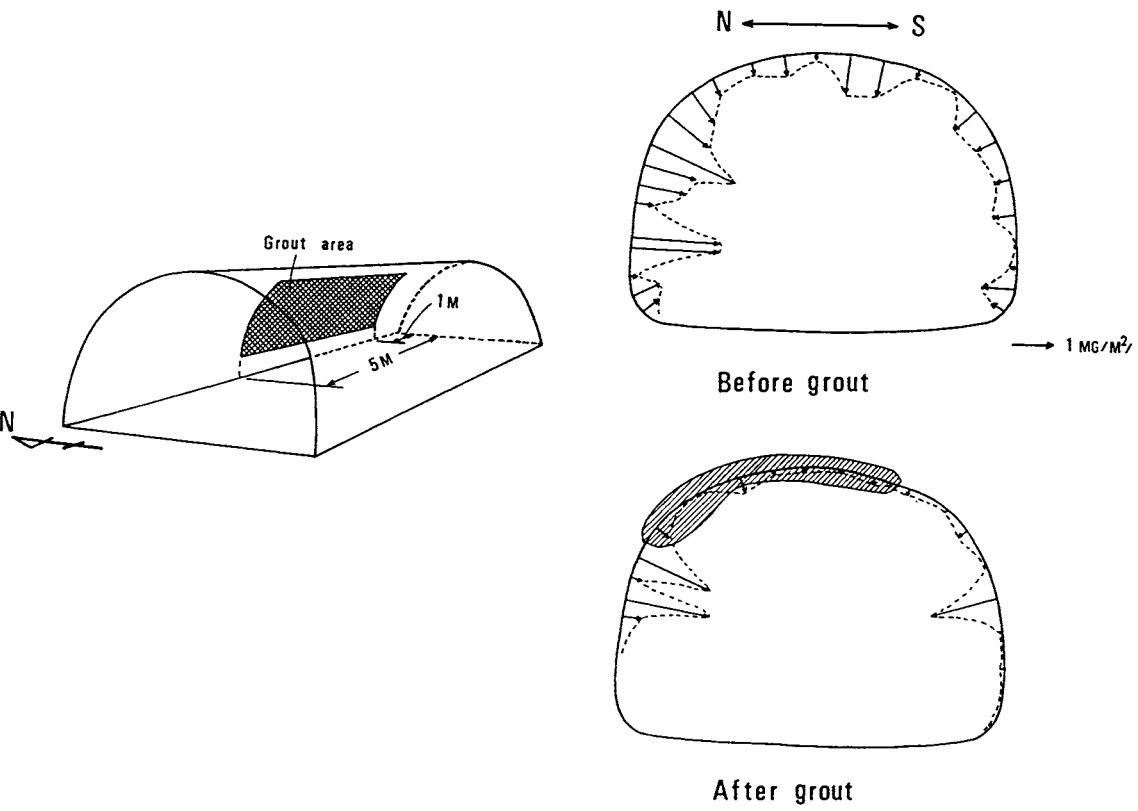 N S
Grout area
1M
5M
N
1 MG/M²/
Before grout
After grout